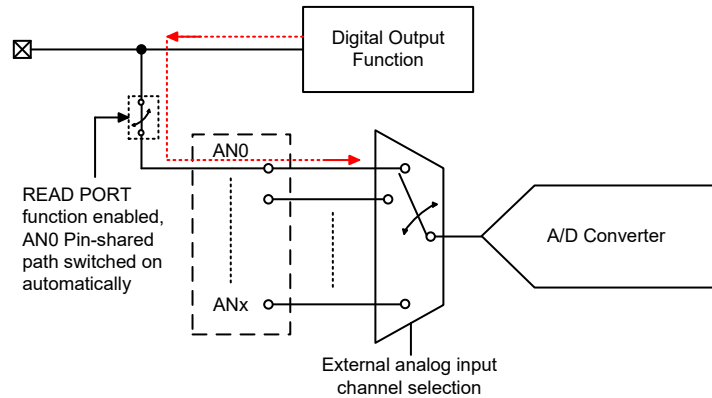 Digital Output
Function
AN0
READ PORT
function enabled,
AN0 Pin-shared
path switched on
automatically
ANx
A/D Converter
External analog input
channel selection